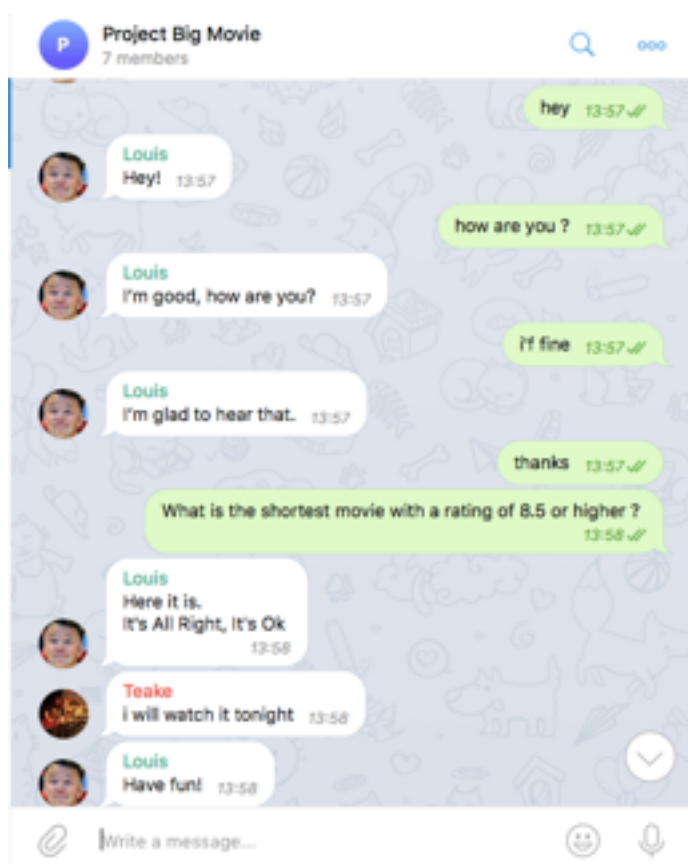 P
Project Big Movie
7 members
hey 13:57
Louis
Hey! 13:57
how are you ? 13:57
Louis
I'm good, how are you? 13:57
i'f fine 13:57
Louis
I'm glad to hear that. 13:57
thanks 13:57
What is the shortest movie with a rating of 8.5 or higher ?
13:58
Louis
Here it is.
It's All Right, It's Ok
13:58
Teake
i will watch it tonight 13:58
Louis
Have fun! 13:58
Write a message...